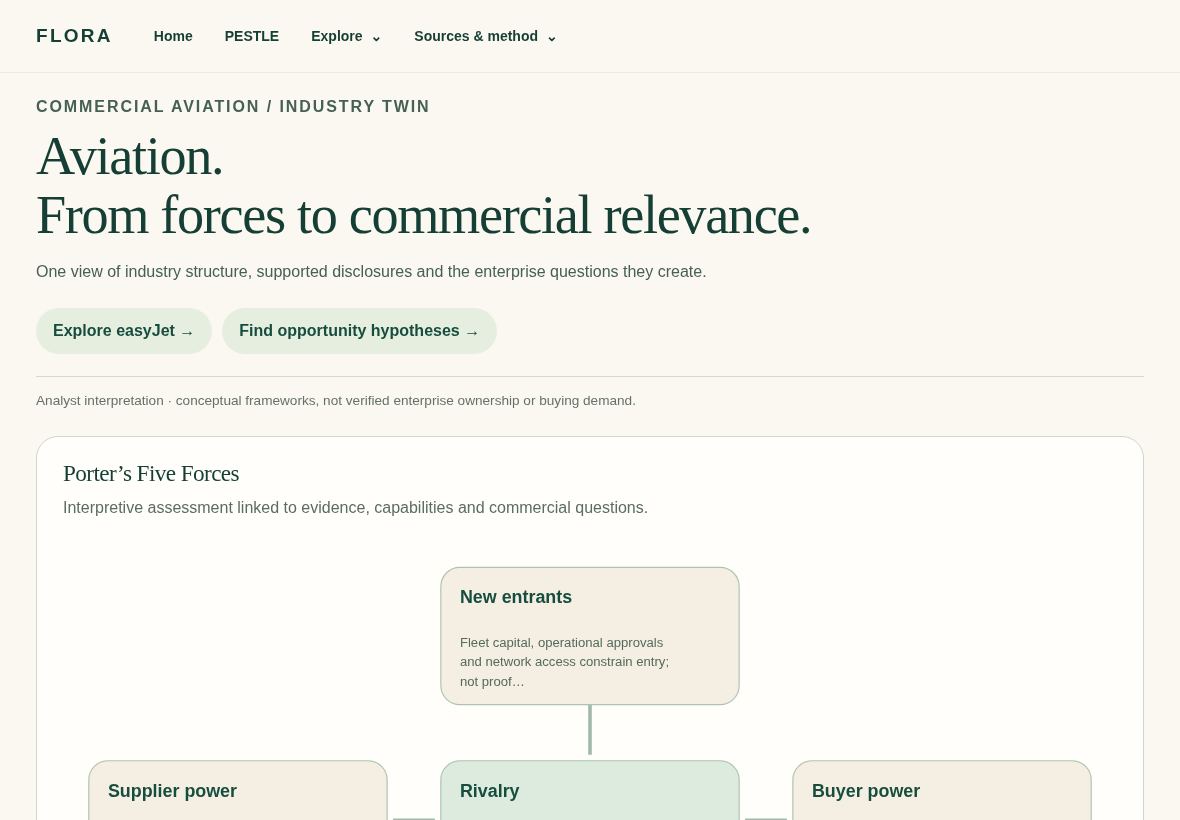 FLORA Home PESTLE Explore Sources & method
COMMERCIAL AVIATION / INDUSTRY TWIN
Aviation.
From forces to commercial relevance.
One view of industry structure, supported disclosures and the enterprise questions they create.
Explore easyJet → Find opportunity hypotheses →
Analyst interpretation · conceptual frameworks, not verified enterprise ownership or buying demand.
Porter’s Five Forces
Interpretive assessment linked to evidence, capabilities and commercial questions.
New entrants
Fleet capital, operational approvals
and network access constrain entry;
not proof…
Supplier power Rivalry Buyer power